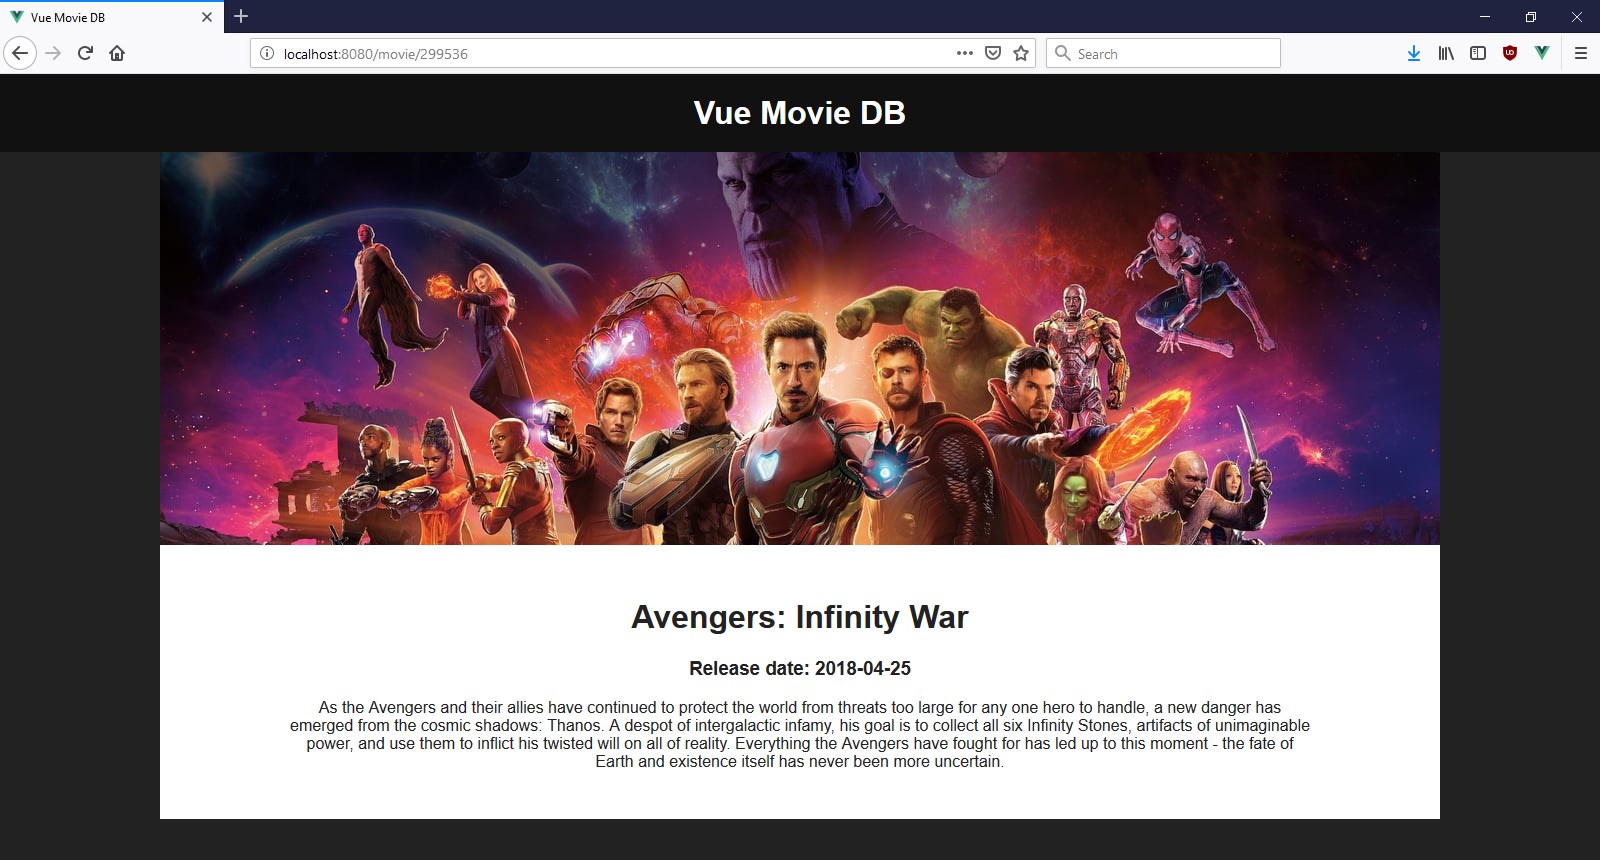 Vue Movie DB
localhost:8080/movie/299536
Search
Vue Movie DB
Avengers: Infinity War
Release date: 2018-04-25
As the Avengers and their allies have continued to protect the world from threats too large for any one hero to handle, a new danger has
emerged from the cosmic shadows: Thanos. A despot of intergalactic infamy, his goal is to collect all six Infinity Stones, artifacts of unimaginable
power, and use them to inflict his twisted will on all of reality. Everything the Avengers have fought for has led up to this moment - the fate of
Earth and existence itself has never been more uncertain.